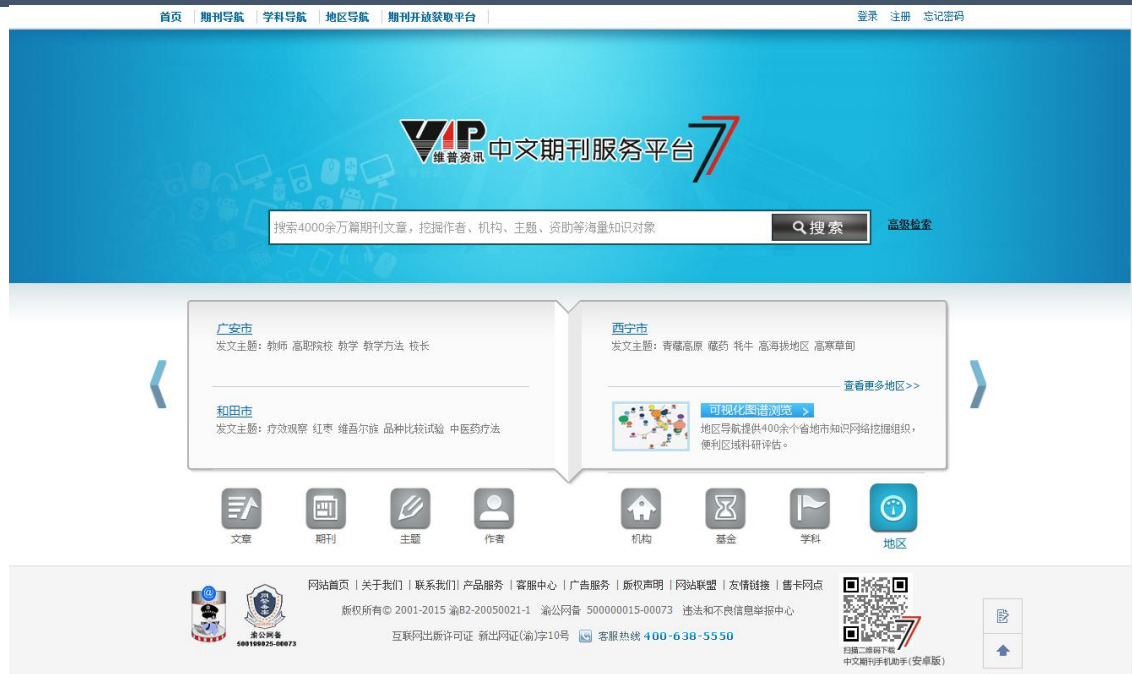 首页 期刊导航 学科导航 地区导航 期刊开放获取平台 登录 注册 忘记密码
VIP 维普资讯 中文期刊服务平台 7
搜索4000余万篇期刊文章，挖掘作者、机构、主题、资助等海量知识对象 搜索 高级检索
广安市
发文主题：教师 高职院校 教学 教学方法 校长
和田市
发文主题：疗效观察 红枣 维吾尔族 品种比较试验 中医药疗法
西宁市
发文主题：青藏高原 藏药 牦牛 高海拔地区 高寒草甸
查看更多地区>>
可视化图谱浏览 >
地区导航提供400余个省地市知识网络挖掘组织，
便利区域科研评估。
文章 期刊 主题 作者 机构 基金 学科 地区
网站首页 | 关于我们 | 联系我们| 产品服务 | 客服中心 | 广告服务 | 版权声明 | 网站联盟 | 友情链接 | 售卡网点
版权所有© 2001-2015 渝B2-20050021-1 渝公网备 500000015-00073 违法和不良信息举报中心
互联网出版许可证 新出网证(渝)字10号 客服热线 400-638-5550
渝公网备
500199025-00073
7
扫描二维码下载
中文期刊手机助手(安卓版)